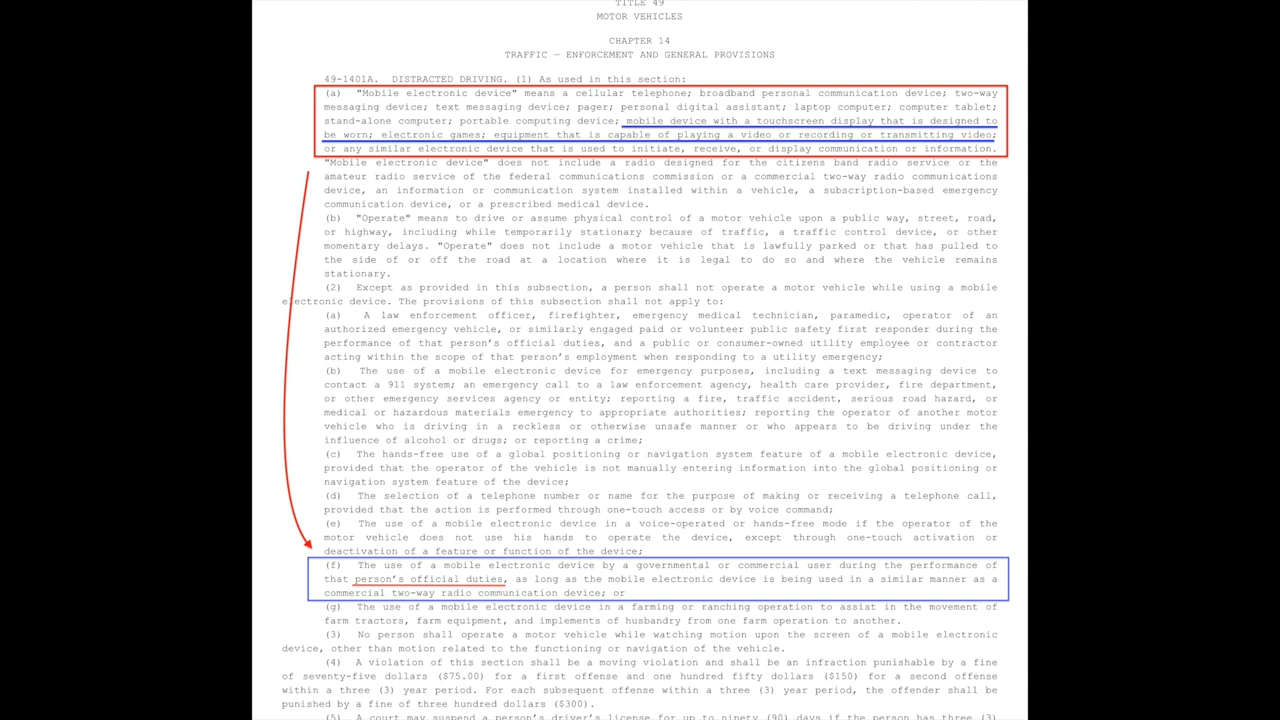 TITLE 49
MOTOR VEHICLES
CHAPTER 14
TRAFFIC — ENFORCEMENT AND GENERAL PROVISIONS
49-1401A. DISTRACTED DRIVING. (1) As used in this section:
(a) "Mobile electronic device" means a cellular telephone; broadband personal communication device; two-way
messaging device; text messaging device; pager; personal digital assistant; laptop computer; computer tablet;
stand-alone computer; portable computing device; mobile device with a touchscreen display that is designed to
be worn; electronic games; equipment that is capable of playing a video or recording or transmitting video;
or any similar electronic device that is used to initiate, receive, or display communication or information.
"Mobile electronic device" does not include a radio designed for the citizens band radio service or the
amateur radio service of the federal communications commission or a commercial two-way radio communications
device, an information or communication system installed within a vehicle, a subscription-based emergency
communication device, or a prescribed medical device.
(b) "Operate" means to drive or assume physical control of a motor vehicle upon a public way, street, road,
or highway, including while temporarily stationary because of traffic, a traffic control device, or other
momentary delays. "Operate" does not include a motor vehicle that is lawfully parked or that has pulled to
the side of or off the road at a location where it is legal to do so and where the vehicle remains
stationary.
(2) Except as provided in this subsection, a person shall not operate a motor vehicle while using a mobile
electronic device. The provisions of this subsection shall not apply to:
(a) A law enforcement officer, firefighter, emergency medical technician, paramedic, operator of an
authorized emergency vehicle, or similarly engaged paid or volunteer public safety first responder during the
performance of that person's official duties, and a public or consumer-owned utility employee or contractor
acting within the scope of that person's employment when responding to a utility emergency;
(b) The use of a mobile electronic device for emergency purposes, including a text messaging device to
contact a 911 system; an emergency call to a law enforcement agency, health care provider, fire department,
or other emergency services agency or entity; reporting a fire, traffic accident, serious road hazard, or
medical or hazardous materials emergency to appropriate authorities; reporting the operator of another motor
vehicle who is driving in a reckless or otherwise unsafe manner or who appears to be driving under the
influence of alcohol or drugs; or reporting a crime;
(c) The hands-free use of a global positioning or navigation system feature of a mobile electronic device,
provided that the operator of the vehicle is not manually entering information into the global positioning or
navigation system feature of the device;
(d) The selection of a telephone number or name for the purpose of making or receiving a telephone call,
provided that the action is performed through one-touch access or by voice command;
(e) The use of a mobile electronic device in a voice-operated or hands-free mode if the operator of the
motor vehicle does not use his hands to operate the device, except through one-touch activation or
deactivation of a feature or function of the device;
(f) The use of a mobile electronic device by a governmental or commercial user during the performance of
that person's official duties, as long as the mobile electronic device is being used in a similar manner as a
commercial two-way radio communication device; or
(g) The use of a mobile electronic device in a farming or ranching operation to assist in the movement of
farm tractors, farm equipment, and implements of husbandry from one farm operation to another.
(3) No person shall operate a motor vehicle while watching motion upon the screen of a mobile electronic
device, other than motion related to the functioning or navigation of the vehicle.
(4) A violation of this section shall be a moving violation and shall be an infraction punishable by a fine
of seventy-five dollars ($75.00) for a first offense and one hundred fifty dollars ($150) for a second offense
within a three (3) year period. For each subsequent offense within a three (3) year period, the offender shall be
punished by a fine of three hundred dollars ($300).
(5) A court may suspend a person's driver's license for up to ninety (90) days if the person has three (3)